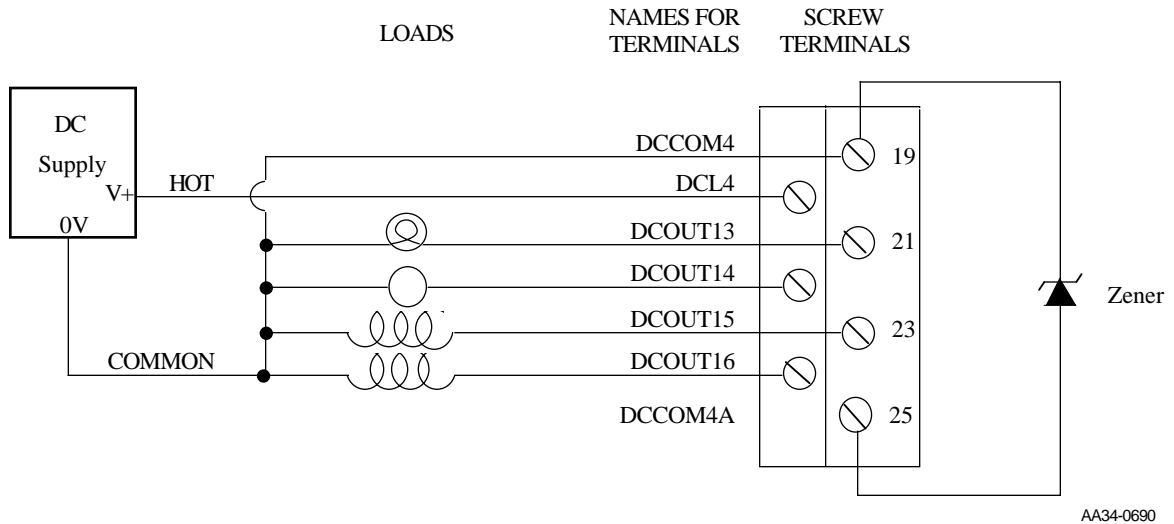 LOADS
NAMES FOR
TERMINALS
SCREW
TERMINALS
DC
Supply
V+
0V
HOT
COMMON
DCCOM4
19
DCL4
DCOUT13
21
DCOUT14
DCOUT15
23
DCOUT16
DCCOM4A
25
Zener
AA34-0690